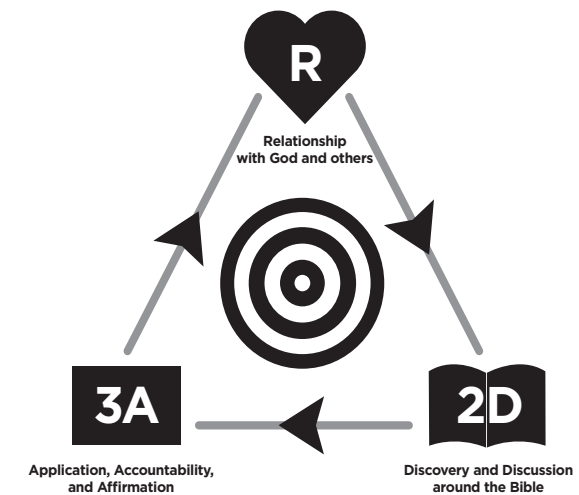 R
Relationship
with God and others
3A
2D
Application, Accountability,
and Affirmation
Discovery and Discussion
around the Bible